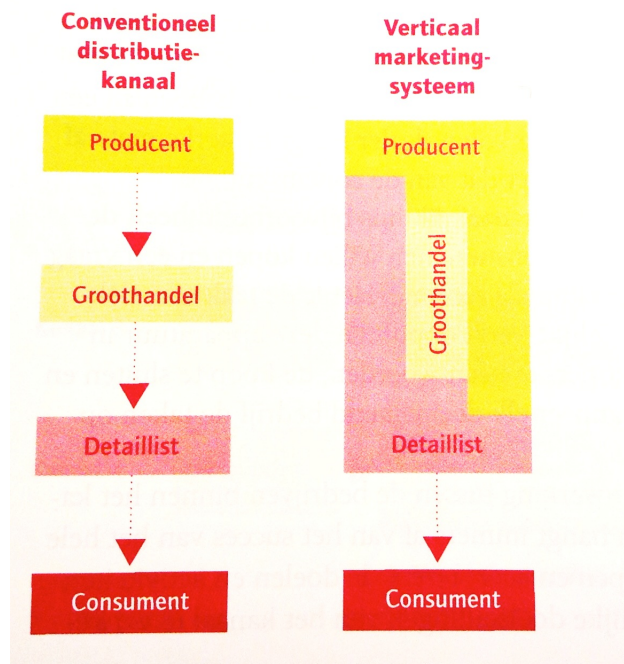 Conventioneel
distributie-
kanaal
Producent
Groothandel
Detaillist
Consument
Verticaal
marketing-
systeem
Producent
Groothandel
Detaillist
Consument